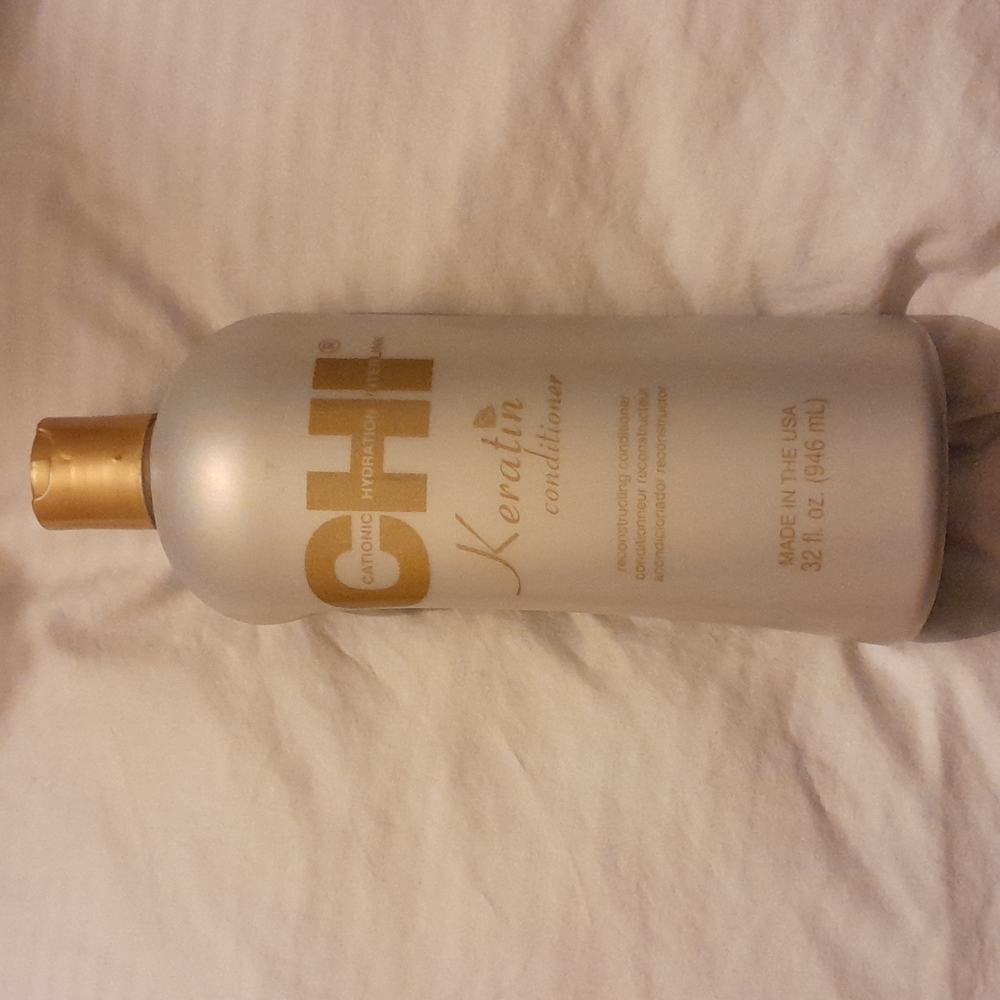 CHI®
CATIONIC HYDRATION INTERLINK
Keratin
conditioner
reconstructing conditioner
conditionneur reconstructeur
acondicionador reconstructor
MADE IN THE USA
32 fl. oz. (946 mL)